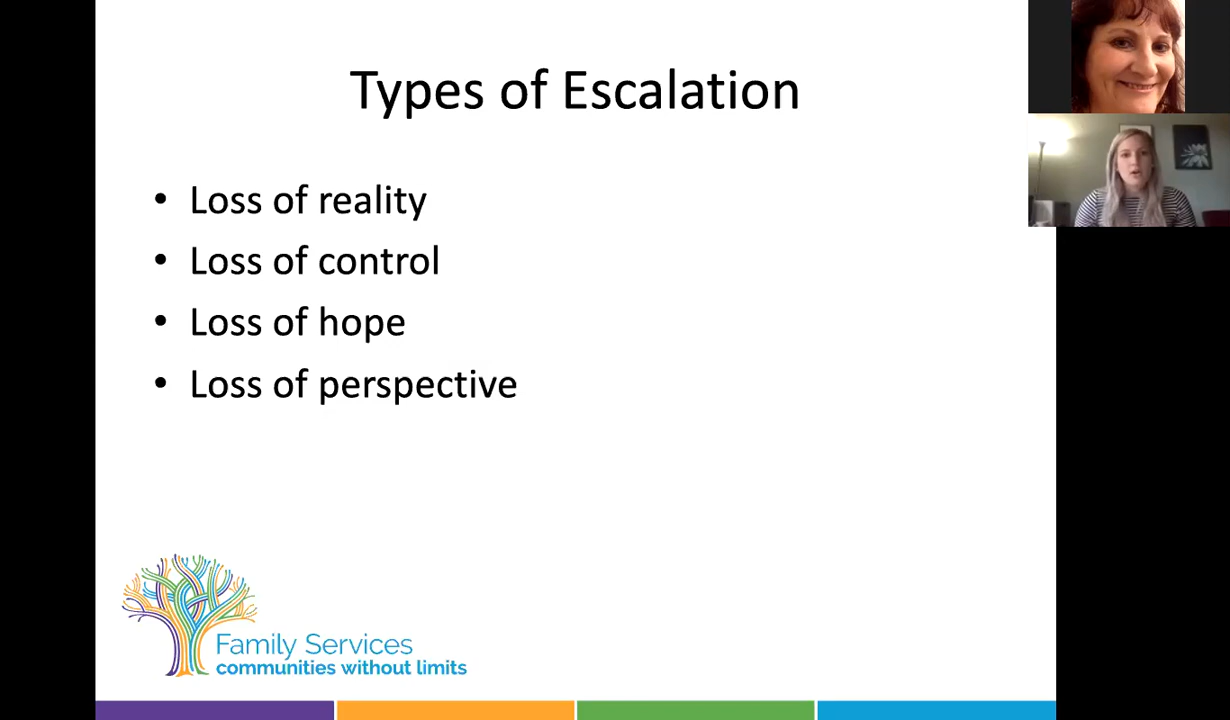 Types of Escalation
• Loss of reality
• Loss of control
• Loss of hope
• Loss of perspective
Family Services
communities without limits